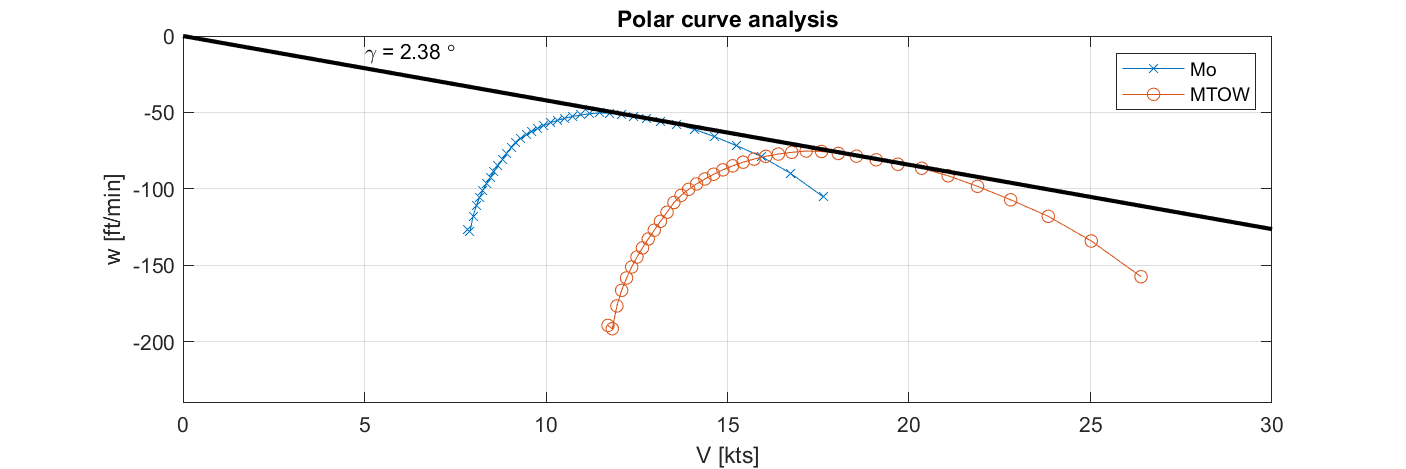 Polar curve analysis
γ = 2.38 °
Mo
MTOW
0
-50
-100
-150
-200
w [ft/min]
0 5 10 15 20 25 30
V [kts]